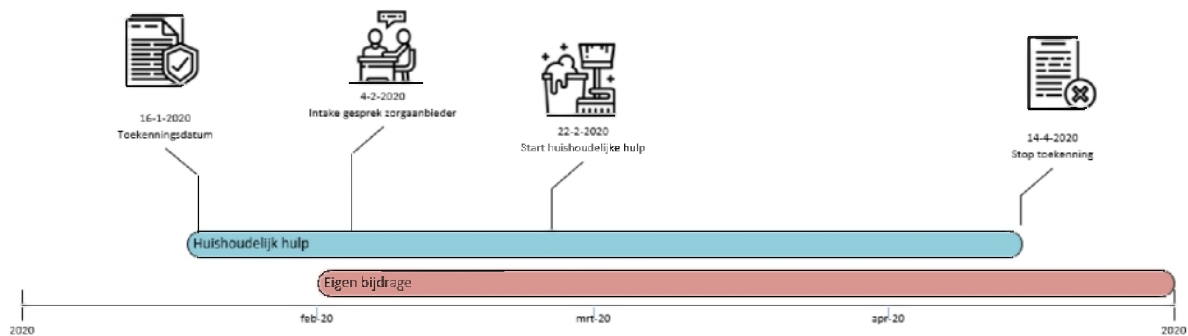 16-1-2020
Toekenningsdatum
4-2-2020
Intake gesprek zorgaanbieder
22-2-2020
Start huishoudelijke hulp
14-4-2020
Stop toekenning
Huishoudelijk hulp
Eigen bijdrage
2020
feb-20
mrt-20
apr-20
2020